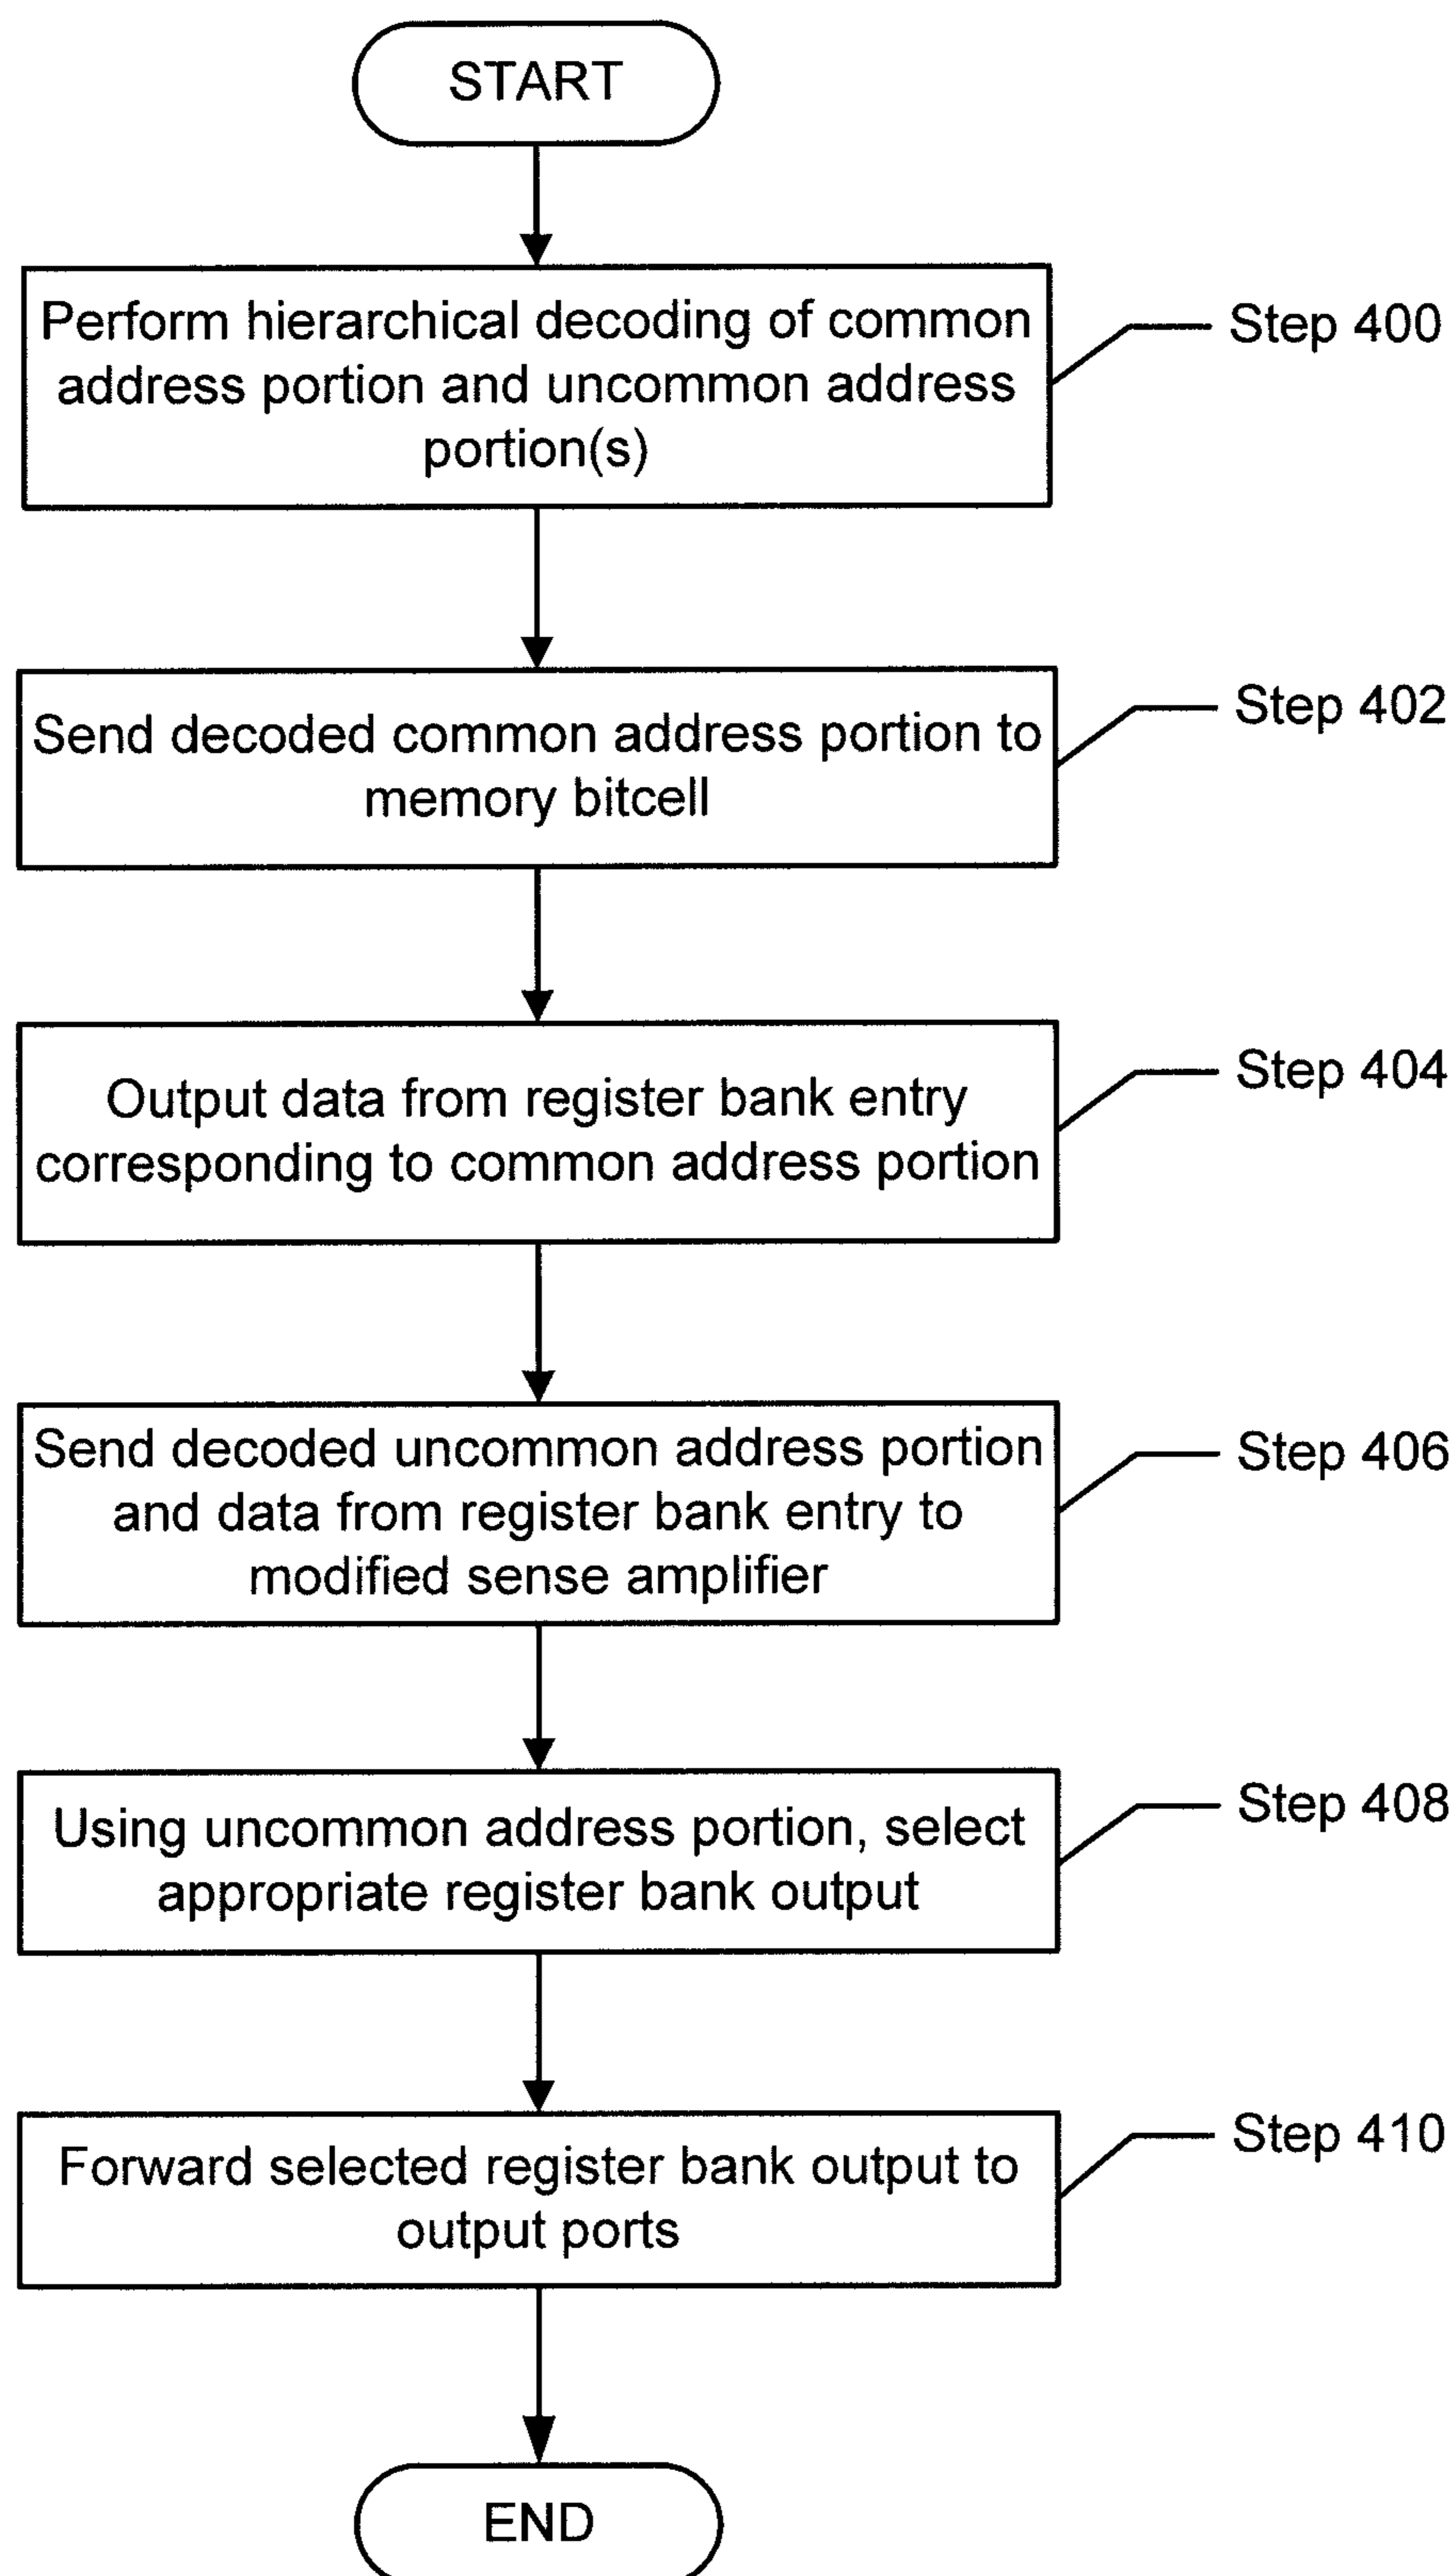 START
Perform hierarchical decoding of common
address portion and uncommon address
portion(s)
Step 400
Send decoded common address portion to
memory bitcell
Step 402
Output data from register bank entry
corresponding to common address portion
Step 404
Send decoded uncommon address portion
and data from register bank entry to
modified sense amplifier
Step 406
Using uncommon address portion, select
appropriate register bank output
Step 408
Forward selected register bank output to
output ports
Step 410
END